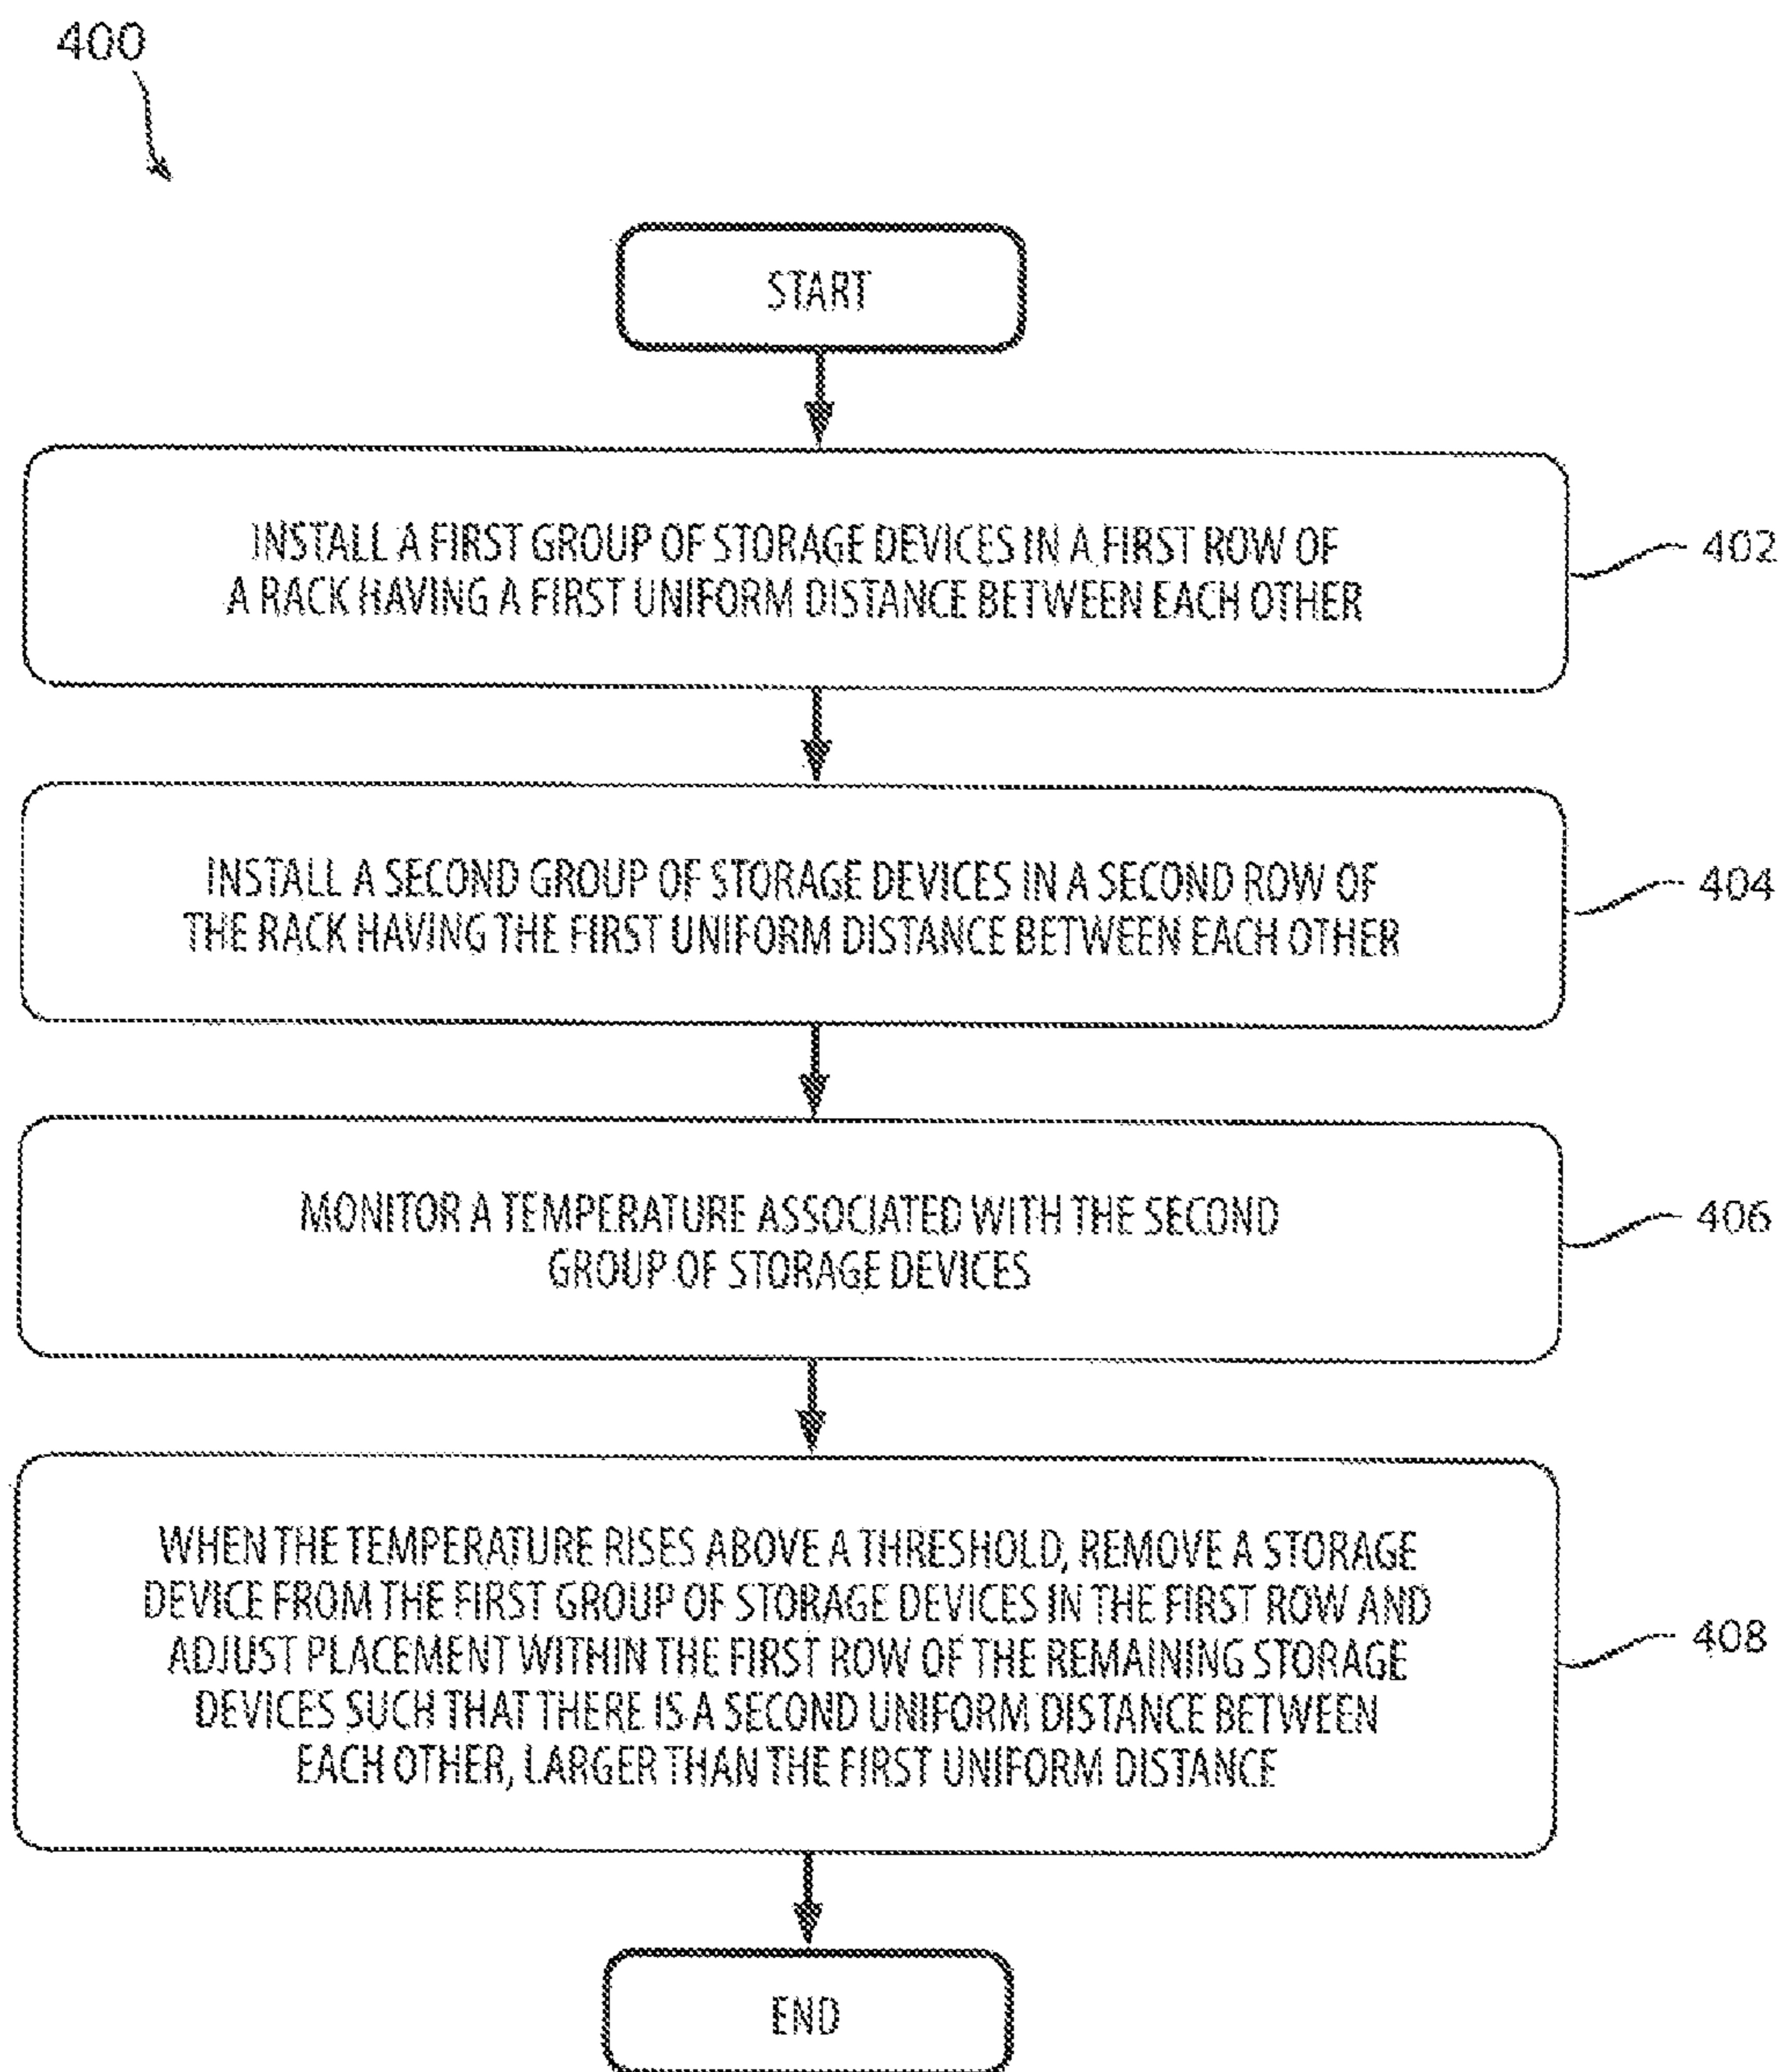 400
START
INSTALL A FIRST GROUP OF STORAGE DEVICES IN A FIRST ROW OF
A RACK HAVING A FIRST UNIFORM DISTANCE BETWEEN EACH OTHER
402
INSTALL A SECOND GROUP OF STORAGE DEVICES IN A SECOND ROW OF
THE RACK HAVING THE FIRST UNIFORM DISTANCE BETWEEN EACH OTHER
404
MONITOR A TEMPERATURE ASSOCIATED WITH THE SECOND
GROUP OF STORAGE DEVICES
406
WHEN THE TEMPERATURE RISES ABOVE A THRESHOLD, REMOVE A STORAGE
DEVICE FROM THE FIRST GROUP OF STORAGE DEVICES IN THE FIRST ROW AND
ADJUST PLACEMENT WITHIN THE FIRST ROW OF THE REMAINING STORAGE
DEVICES SUCH THAT THERE IS A SECOND UNIFORM DISTANCE BETWEEN
EACH OTHER, LARGER THAN THE FIRST UNIFORM DISTANCE
408
END